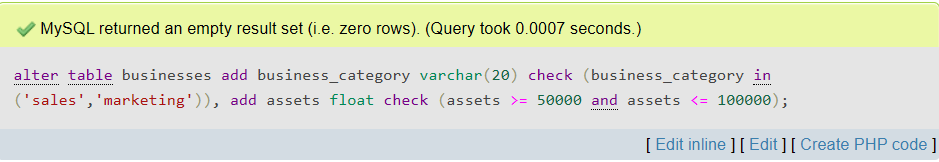 MySQL returned an empty result set (i.e. zero rows). (Query took 0.0007 seconds.)
alter table businesses add business_category varchar(20) check (business_category in
('sales','marketing')), add assets float check (assets >= 50000 and assets <= 100000);
[ Edit inline ] [ Edit ] [ Create PHP code ]